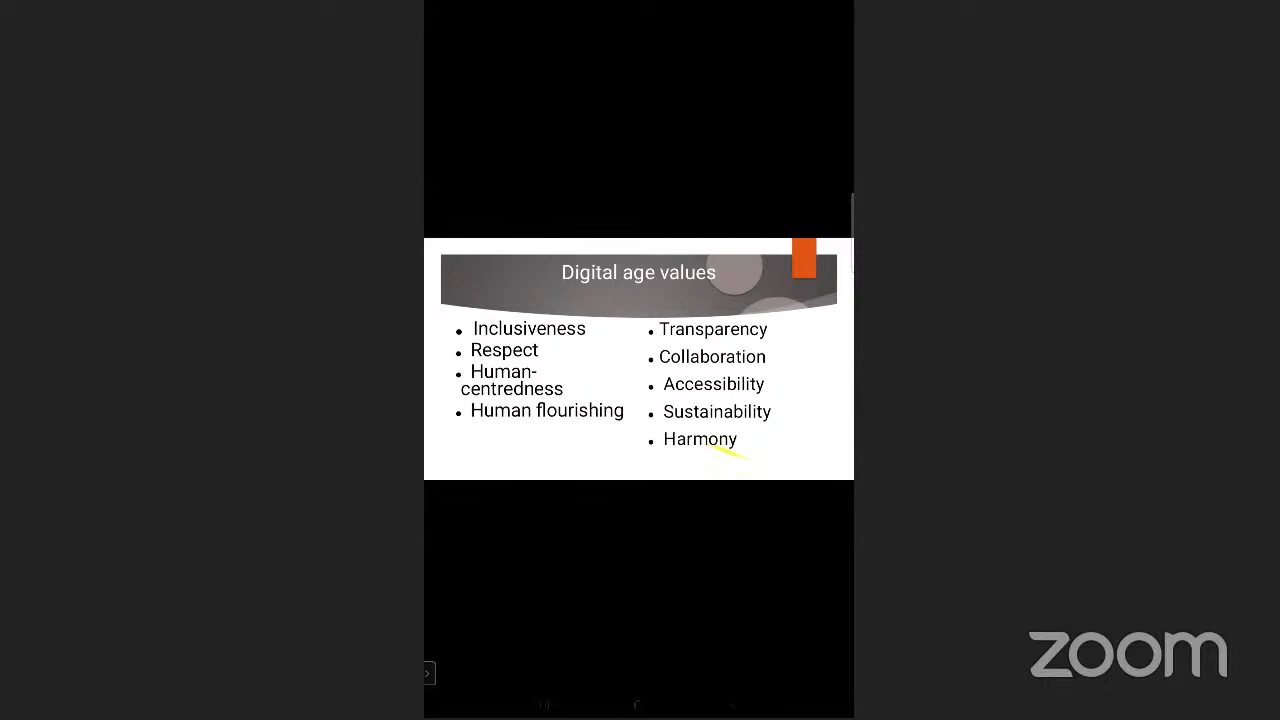 Digital age values
• Inclusiveness
• Respect
• Human-
centredness
• Human flourishing
• Transparency
• Collaboration
• Accessibility
• Sustainability
• Harmony
zoom